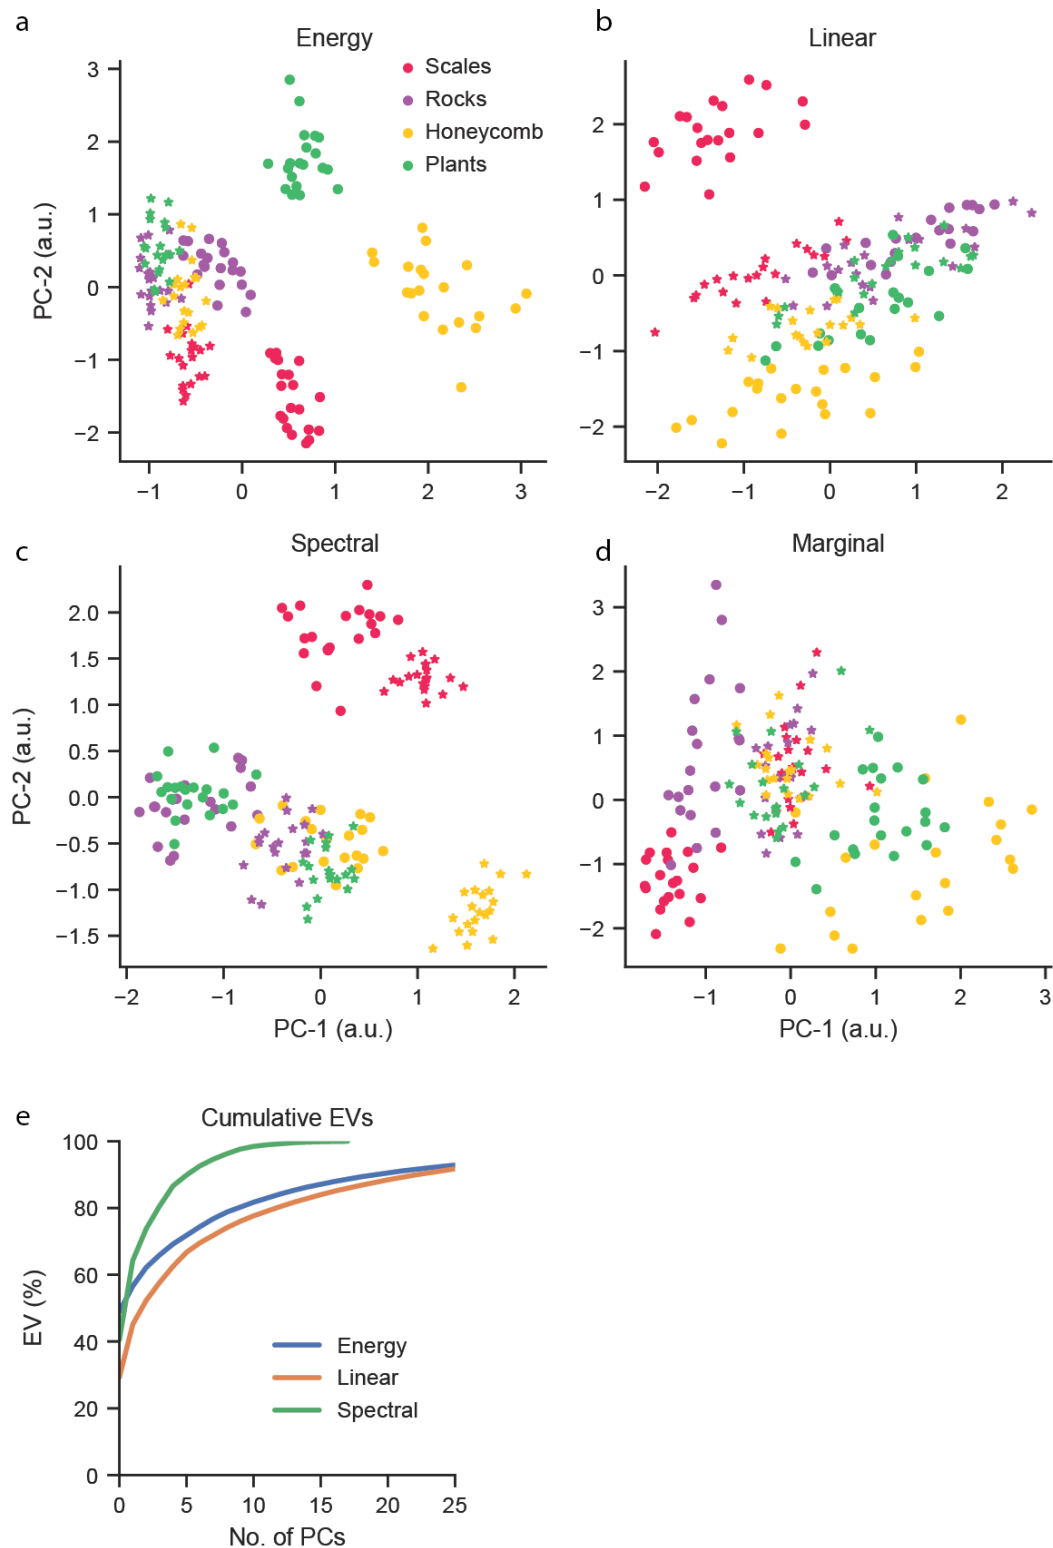 a
Energy
Scales
Rocks
Honeycomb
Plants
PC-2 (a.u.)
3
2
1
0
−1
−2
−1
0
1
2
3
b
Linear
2
1
0
−1
−2
−2
−1
0
1
2
c
Spectral
PC-2 (a.u.)
2.0
1.5
1.0
0.5
0.0
−0.5
−1.0
−1.5
−2
−1
0
1
2
PC-1 (a.u.)
d
Marginal
3
2
1
0
−1
−2
−1
0
1
2
3
PC-1 (a.u.)
e
Cumulative EVs
EV (%)
100
80
60
40
20
0
Energy
Linear
Spectral
0
5
10
15
20
25
No. of PCs